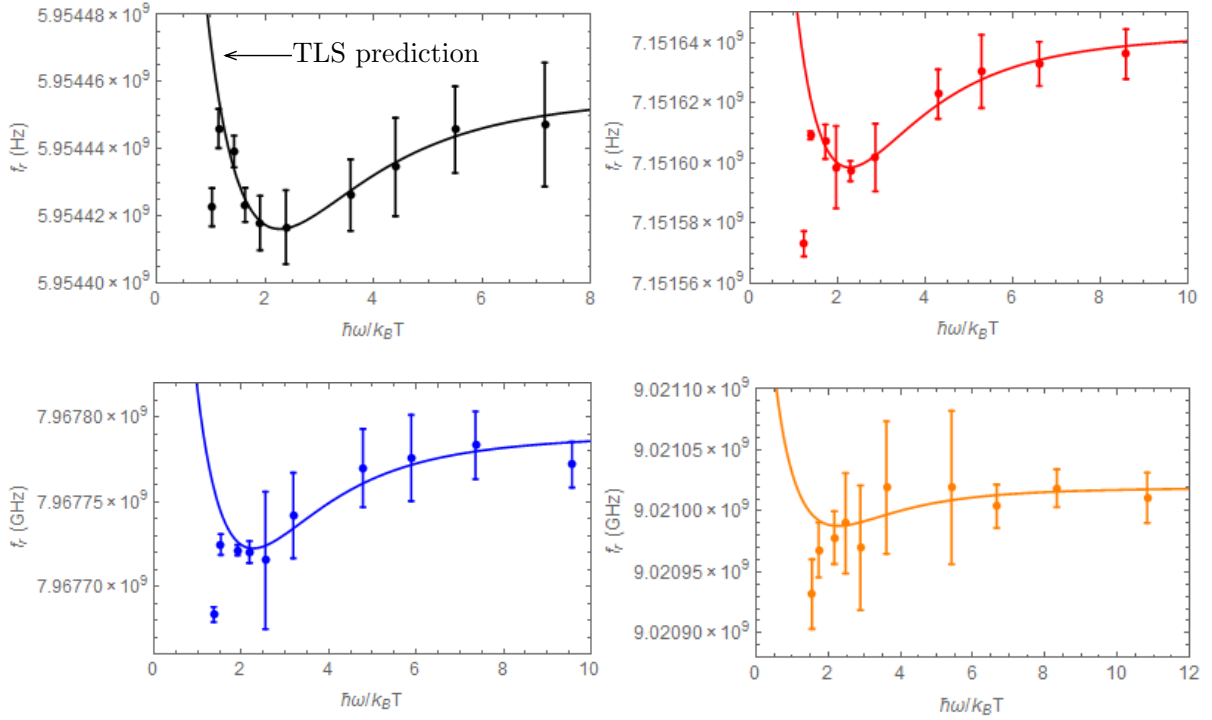 5.95448×10⁹
5.95446×10⁹
5.95444×10⁹
5.95442×10⁹
5.95440×10⁹
fᵣ (Hz)
TLS prediction
0 2 4 6 8
ħω/k_BT
7.15164×10⁹
7.15162×10⁹
7.15160×10⁹
7.15158×10⁹
7.15156×10⁹
fᵣ (Hz)
0 2 4 6 8 10
ħω/k_BT
7.96780×10⁹
7.96775×10⁹
7.96770×10⁹
fᵣ (GHz)
0 2 4 6 8 10
ħω/k_BT
9.02110×10⁹
9.02105×10⁹
9.02100×10⁹
9.02095×10⁹
9.02090×10⁹
fᵣ (GHz)
0 2 4 6 8 10 12
ħω/k_BT